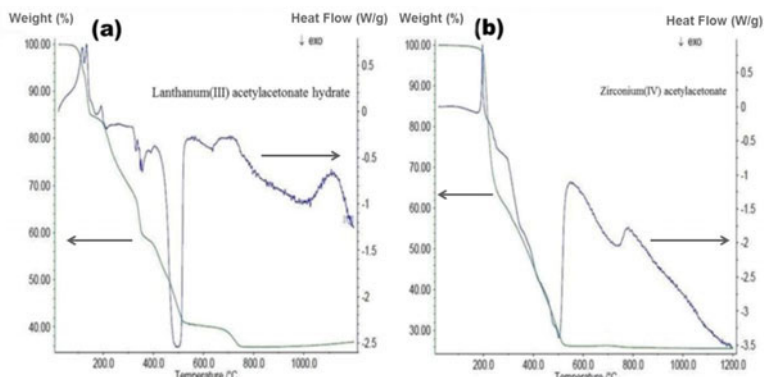 Weight (%)
(a)
Heat Flow (W/g)
↓ exo
Lanthanum(III) acetylacetonate hydrate
100.00
90.00
80.00
70.00
60.00
50.00
40.00
0.5
0
-0.5
-1
-1.5
-2
-2.5
200.0 400.0 600.0 800.0 1000.0
Temperature /°C
Weight (%)
(b)
Heat Flow (W/g)
↓ exo
Zirconium(IV) acetylacetonate
100.00
90.00
80.00
70.00
60.00
50.00
40.00
30.00
0.5
0
-0.5
-1
-1.5
-2
-2.5
-3
-3.5
200.0 400.0 600.0 800.0 1000.0 1200.0
Temperature /°C